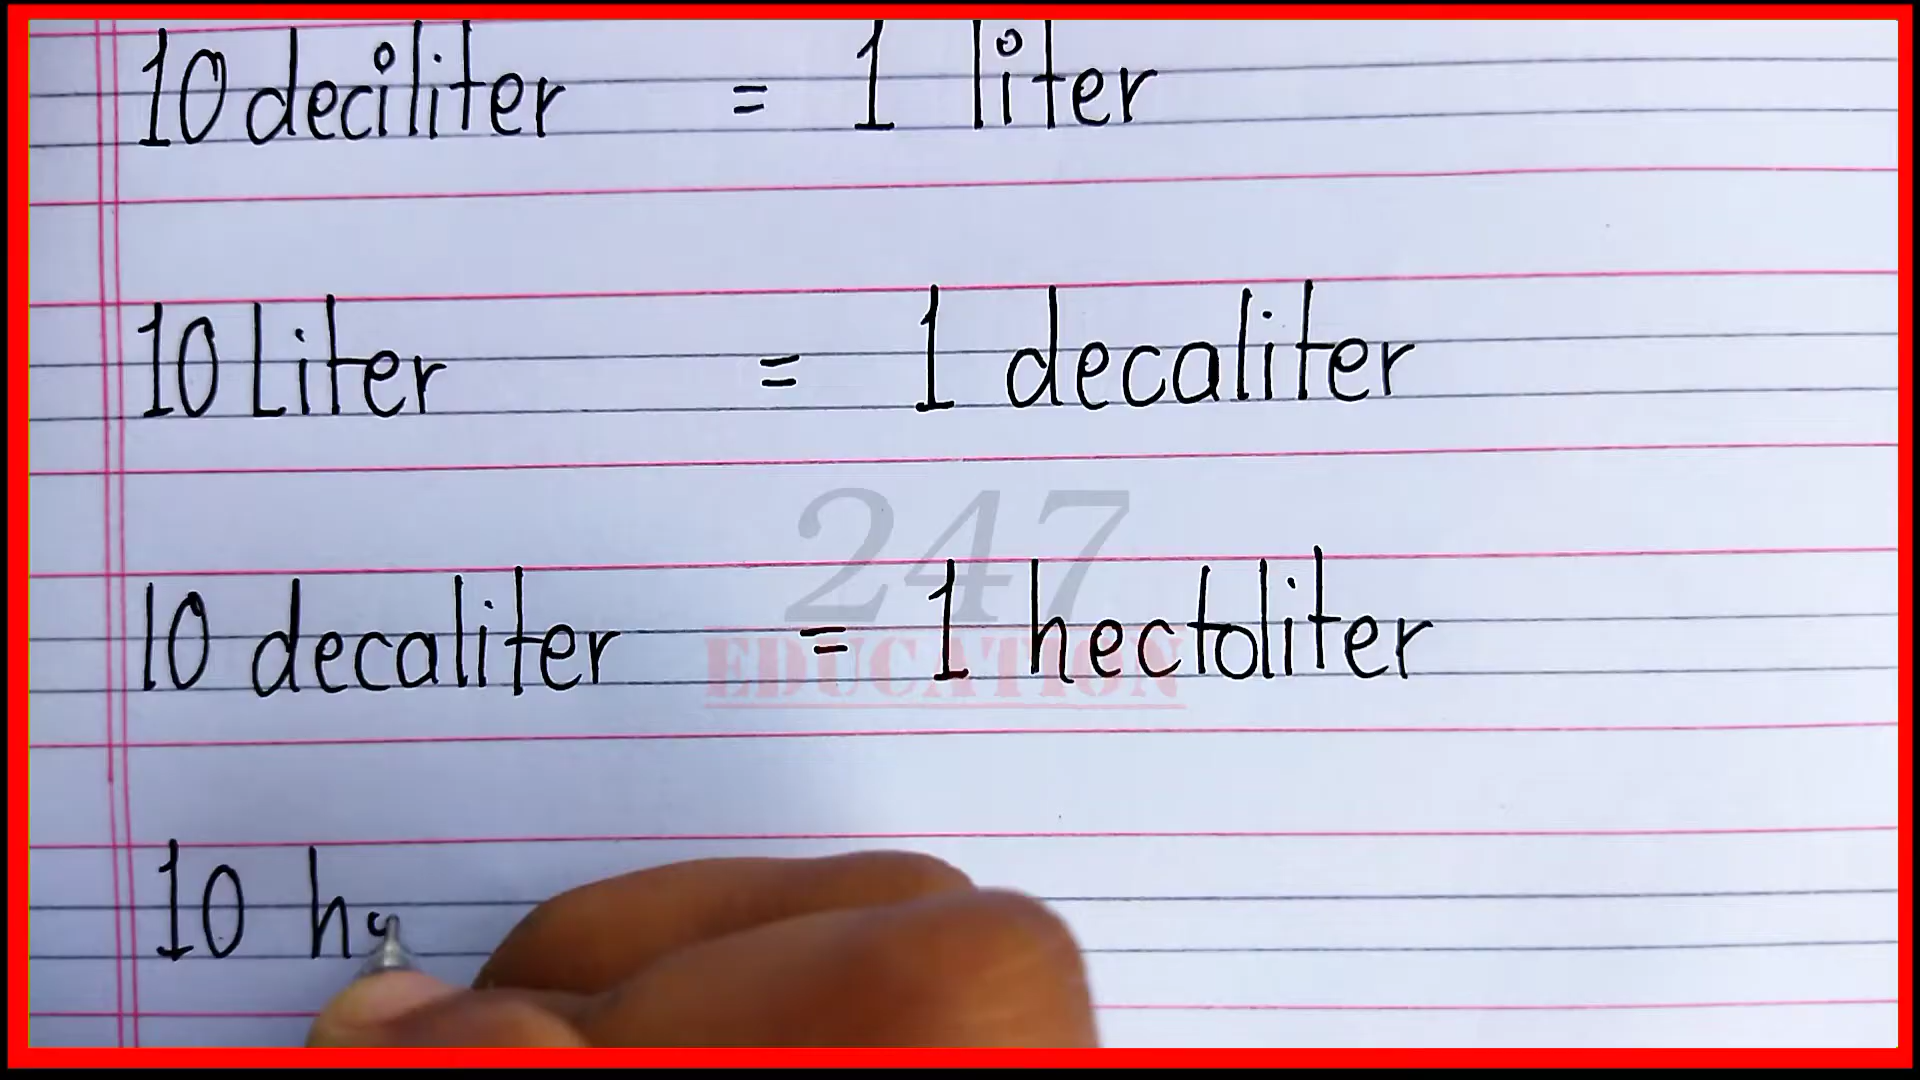 10 deciliter = 1 liter
10 Liter = 1 decaliter
247
10 decaliter = 1 hectoliter
EDUCATION
10 h